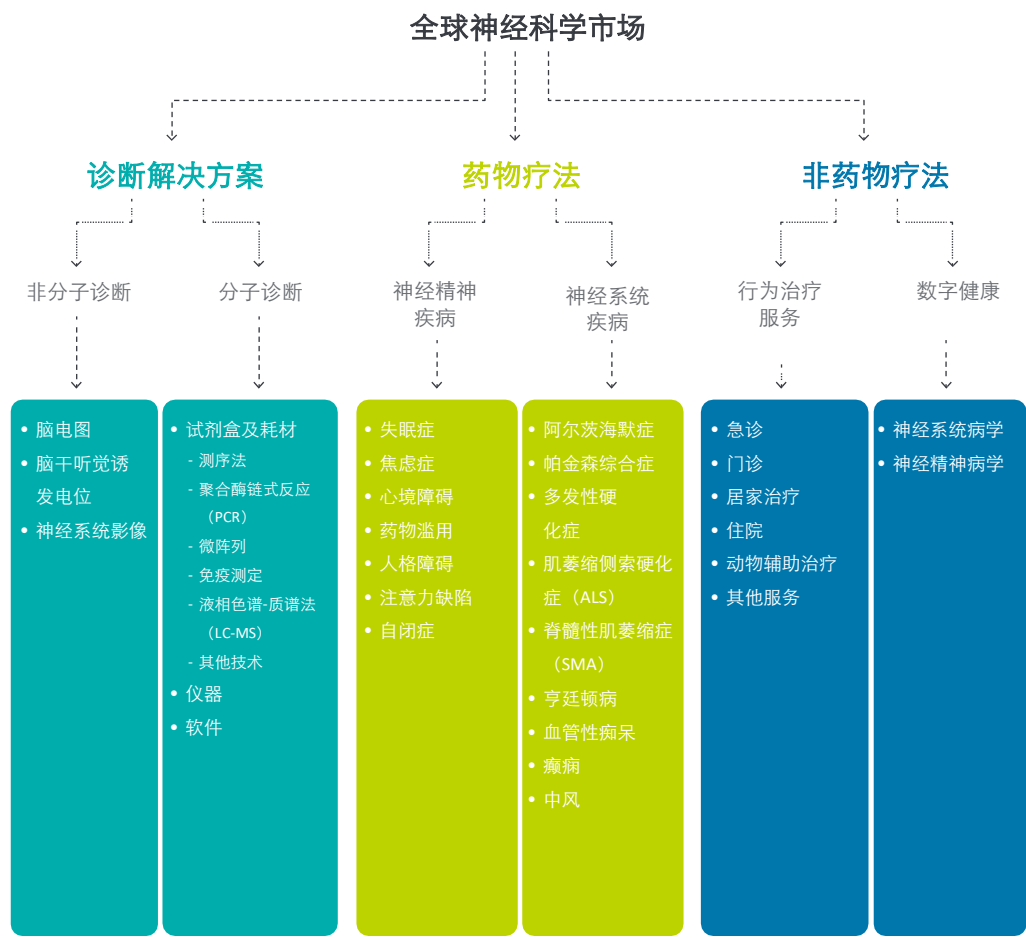 全球神经科学市场
诊断解决方案
药物疗法
非药物疗法
非分子诊断
分子诊断
神经精神
疾病
神经系统
疾病
行为治疗
服务
数字健康
• 脑电图
• 脑干听觉诱
发电位
• 神经系统影像
• 试剂盒及耗材
- 测序法
- 聚合酶链式反应
（PCR）
- 微阵列
- 免疫测定
- 液相色谱-质谱法
（LC-MS）
- 其他技术
• 仪器
• 软件
• 失眠症
• 焦虑症
• 心境障碍
• 药物滥用
• 人格障碍
• 注意力缺陷
• 自闭症
• 阿尔茨海默症
• 帕金森综合症
• 多发性硬
化症
• 肌萎缩侧索硬化
症（ALS）
• 脊髓性肌萎缩症
（SMA）
• 亨廷顿病
• 血管性痴呆
• 癫痫
• 中风
• 急诊
• 门诊
• 居家治疗
• 住院
• 动物辅助治疗
• 其他服务
• 神经系统病学
• 神经精神病学